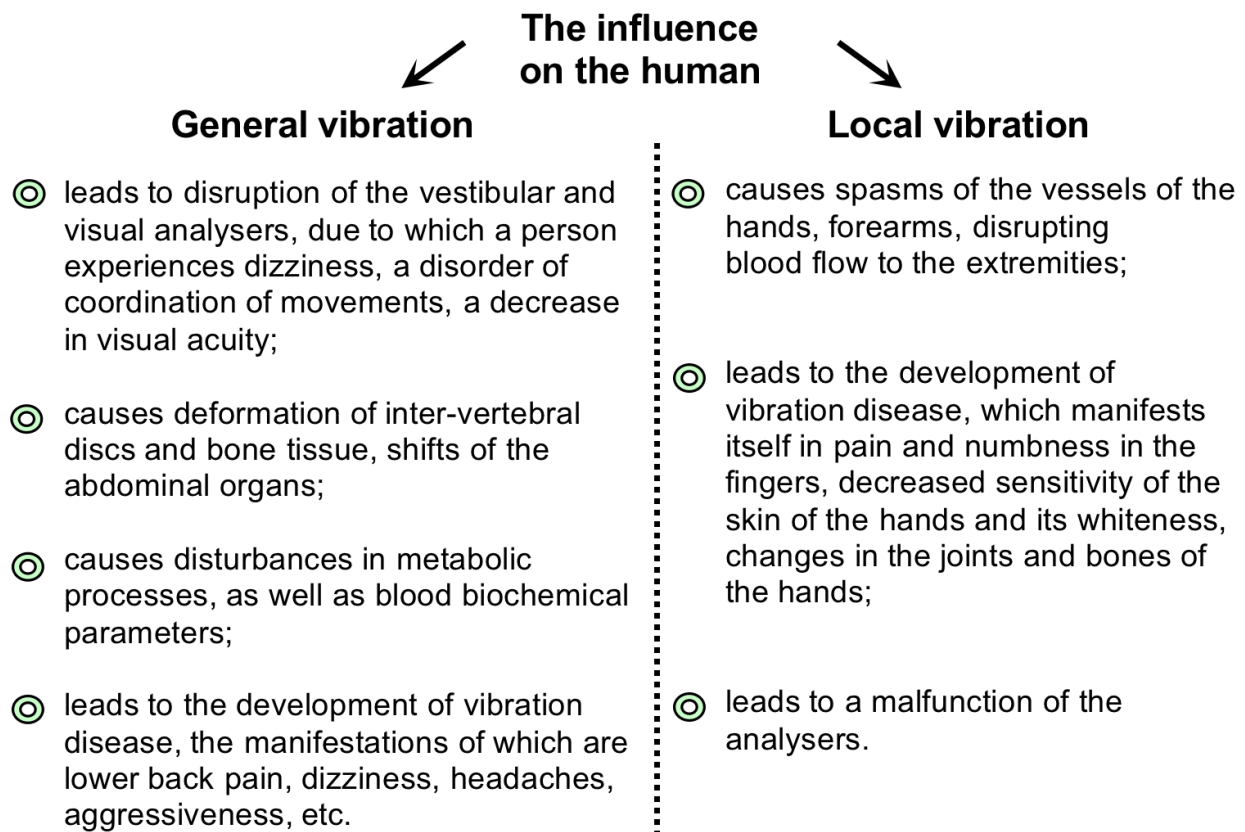 The influence
on the human
General vibration
leads to disruption of the vestibular and
visual analysers, due to which a person
experiences dizziness, a disorder of
coordination of movements, a decrease
in visual acuity;
causes deformation of inter-vertebral
discs and bone tissue, shifts of the
abdominal organs;
causes disturbances in metabolic
processes, as well as blood biochemical
parameters;
leads to the development of vibration
disease, the manifestations of which are
lower back pain, dizziness, headaches,
aggressiveness, etc.
Local vibration
causes spasms of the vessels of the
hands, forearms, disrupting
blood flow to the extremities;
leads to the development of
vibration disease, which manifests
itself in pain and numbness in the
fingers, decreased sensitivity of the
skin of the hands and its whiteness,
changes in the joints and bones of
the hands;
leads to a malfunction of the
analysers.